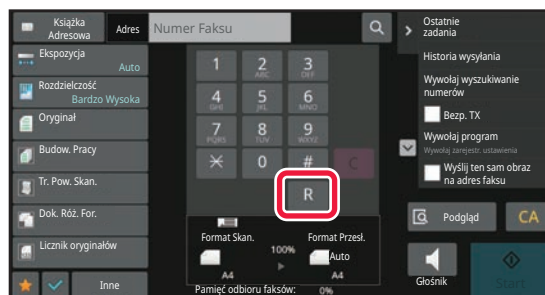 Książka
Adresowa
Adres
Numer Faksu
Ekspozycja
Auto
Rozdzielczość
Bardzo Wysoka
Oryginał
Budow. Pracy
Tr. Pow. Skan.
Dok. Róż. For.
Licznik oryginałów
Inne
1
2
ABC
3
DEF
4
GHI
5
JKL
6
MNO
7
PQRS
8
TUV
9
WXYZ
0
#
C
R
Format Skan.
100%
Format Przesł.
Auto
A4
A4
Pamięć odbioru faksów:
0%
Ostatnie
zadania
Historia wysyłania
Wywołaj wyszukiwanie
numerów
Bezp. TX
Wywołaj program
Wywołaj zarejestr. ustawienia
Wyślij ten sam obraz
na adres faksu
Podgląd
CA
Głośnik
Start